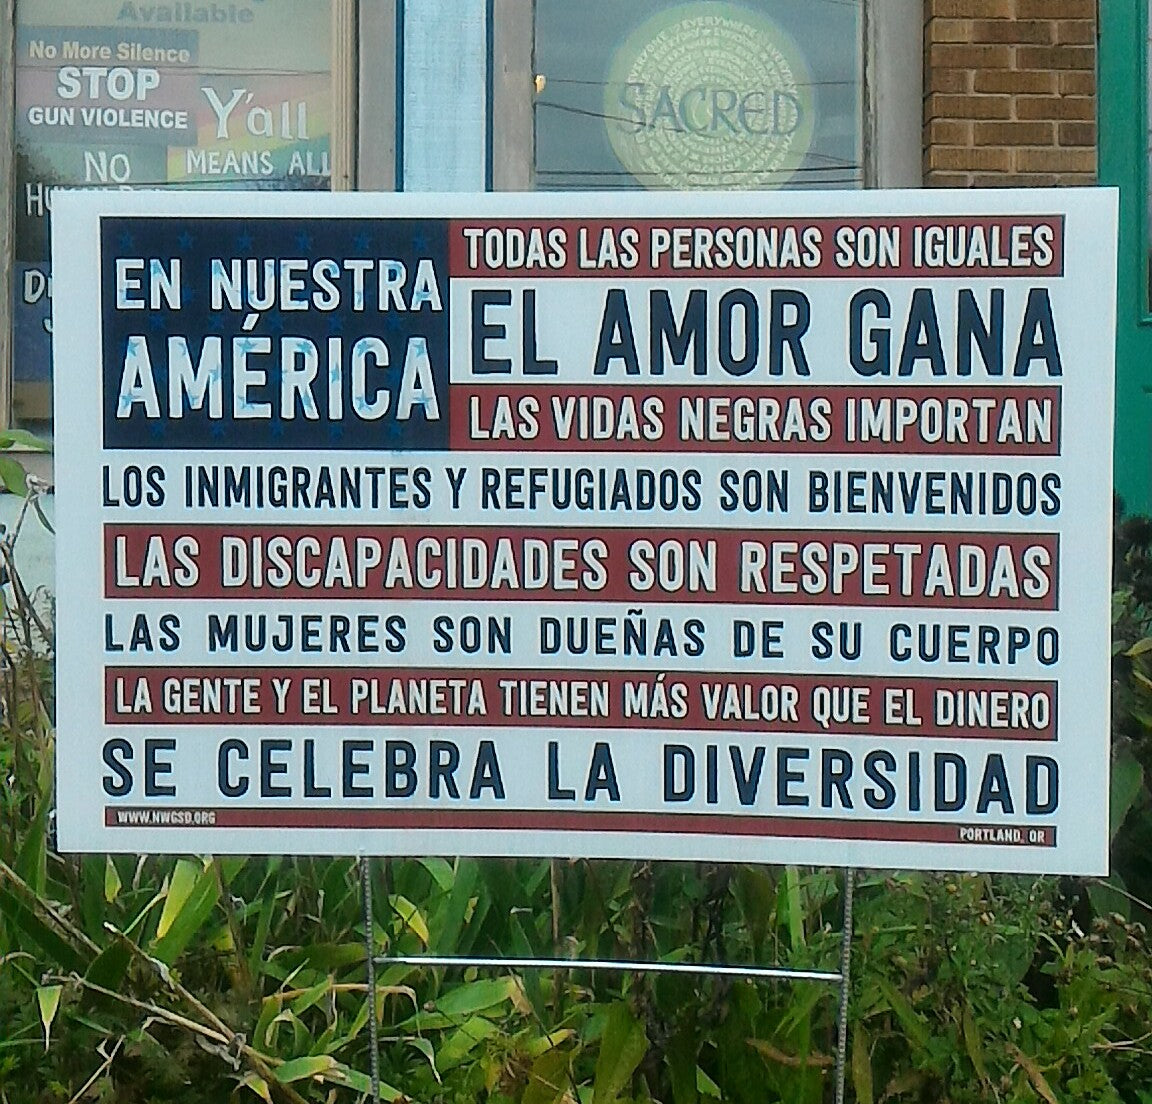 Available
No More Silence
STOP
GUN VIOLENCE
Y'all
MEANS ALL
NO
SACRED
EN NUESTRA
AMÉRICA
TODAS LAS PERSONAS SON IGUALES
EL AMOR GANA
LAS VIDAS NEGRAS IMPORTAN
LOS INMIGRANTES Y REFUGIADOS SON BIENVENIDOS
LAS DISCAPACIDADES SON RESPETADAS
LAS MUJERES SON DUEÑAS DE SU CUERPO
LA GENTE Y EL PLANETA TIENEN MÁS VALOR QUE EL DINERO
SE CELEBRA LA DIVERSIDAD
WWW.NWGSD.ORG
PORTLAND, OR